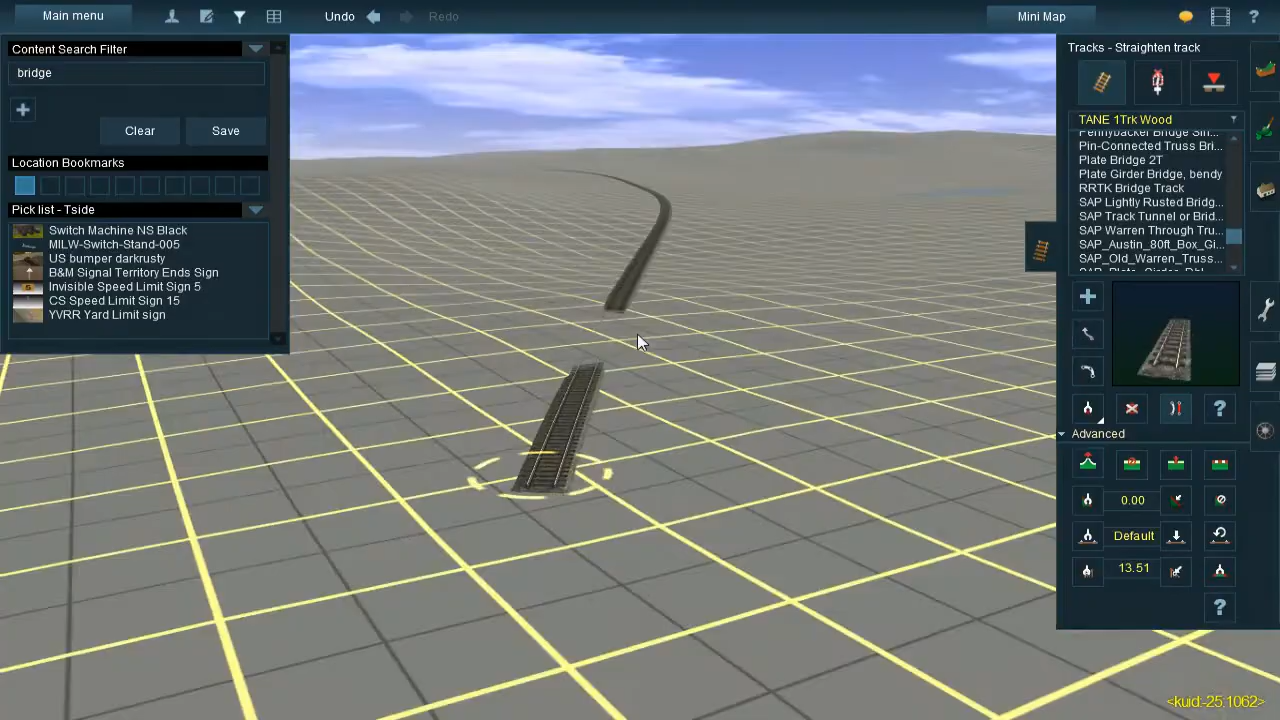 Main menu
Undo
Redo
Mini Map
?
Content Search Filter
bridge
Clear
Save
Location Bookmarks
Pick list - Tside
Switch Machine NS Black
MILW-Switch-Stand-005
US bumper darkrusty
B&M Signal Territory Ends Sign
Invisible Speed Limit Sign 5
CS Speed Limit Sign 15
YVRR Yard Limit sign
Tracks - Straighten track
TANE 1Trk Wood
Pennybacker Bridge Sin...
Pin-Connected Truss Bri...
Plate Bridge 2T
Plate Girder Bridge, bendy
RRTK Bridge Track
SAP Lightly Rusted Bridg...
SAP Track Tunnel or Brid...
SAP Warren Through Tru...
SAP_Austin_80ft_Box_Gi...
SAP_Old_Warren_Truss...
?
Advanced
0.00
Default
13.51
?
<kuid:-25:1062>